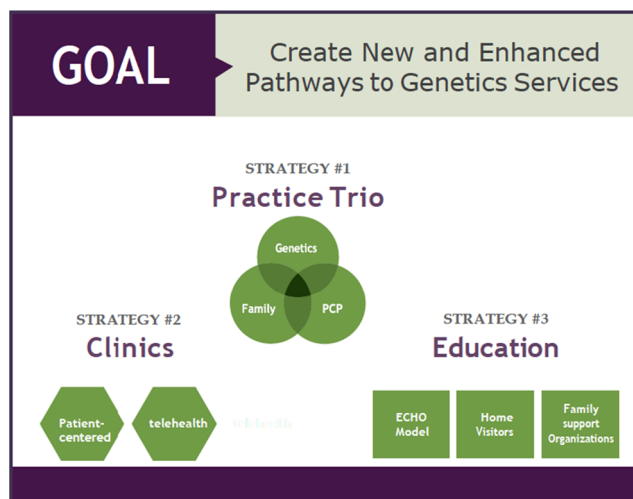 GOAL
Create New and Enhanced
Pathways to Genetics Services
STRATEGY #1
Practice Trio
Genetics
Family
PCP
STRATEGY #2
Clinics
Patient-
centered
telehealth
telehealth
STRATEGY #3
Education
ECHO
Model
Home
Visitors
Family
support
Organizations